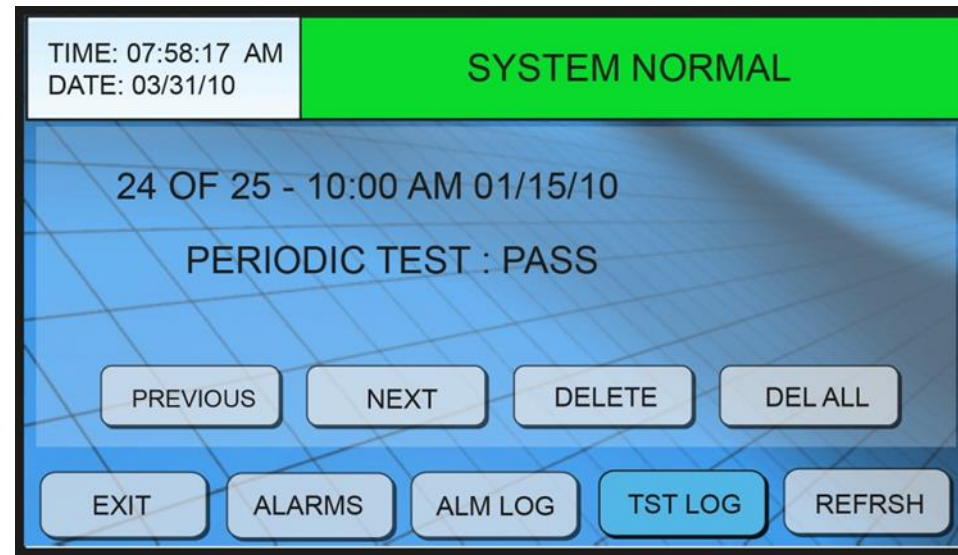 TIME: 07:58:17 AM
DATE: 03/31/10
SYSTEM NORMAL
24 OF 25 - 10:00 AM 01/15/10
PERIODIC TEST : PASS
PREVIOUS
NEXT
DELETE
DEL ALL
EXIT
ALARMS
ALM LOG
TST LOG
REFRSH